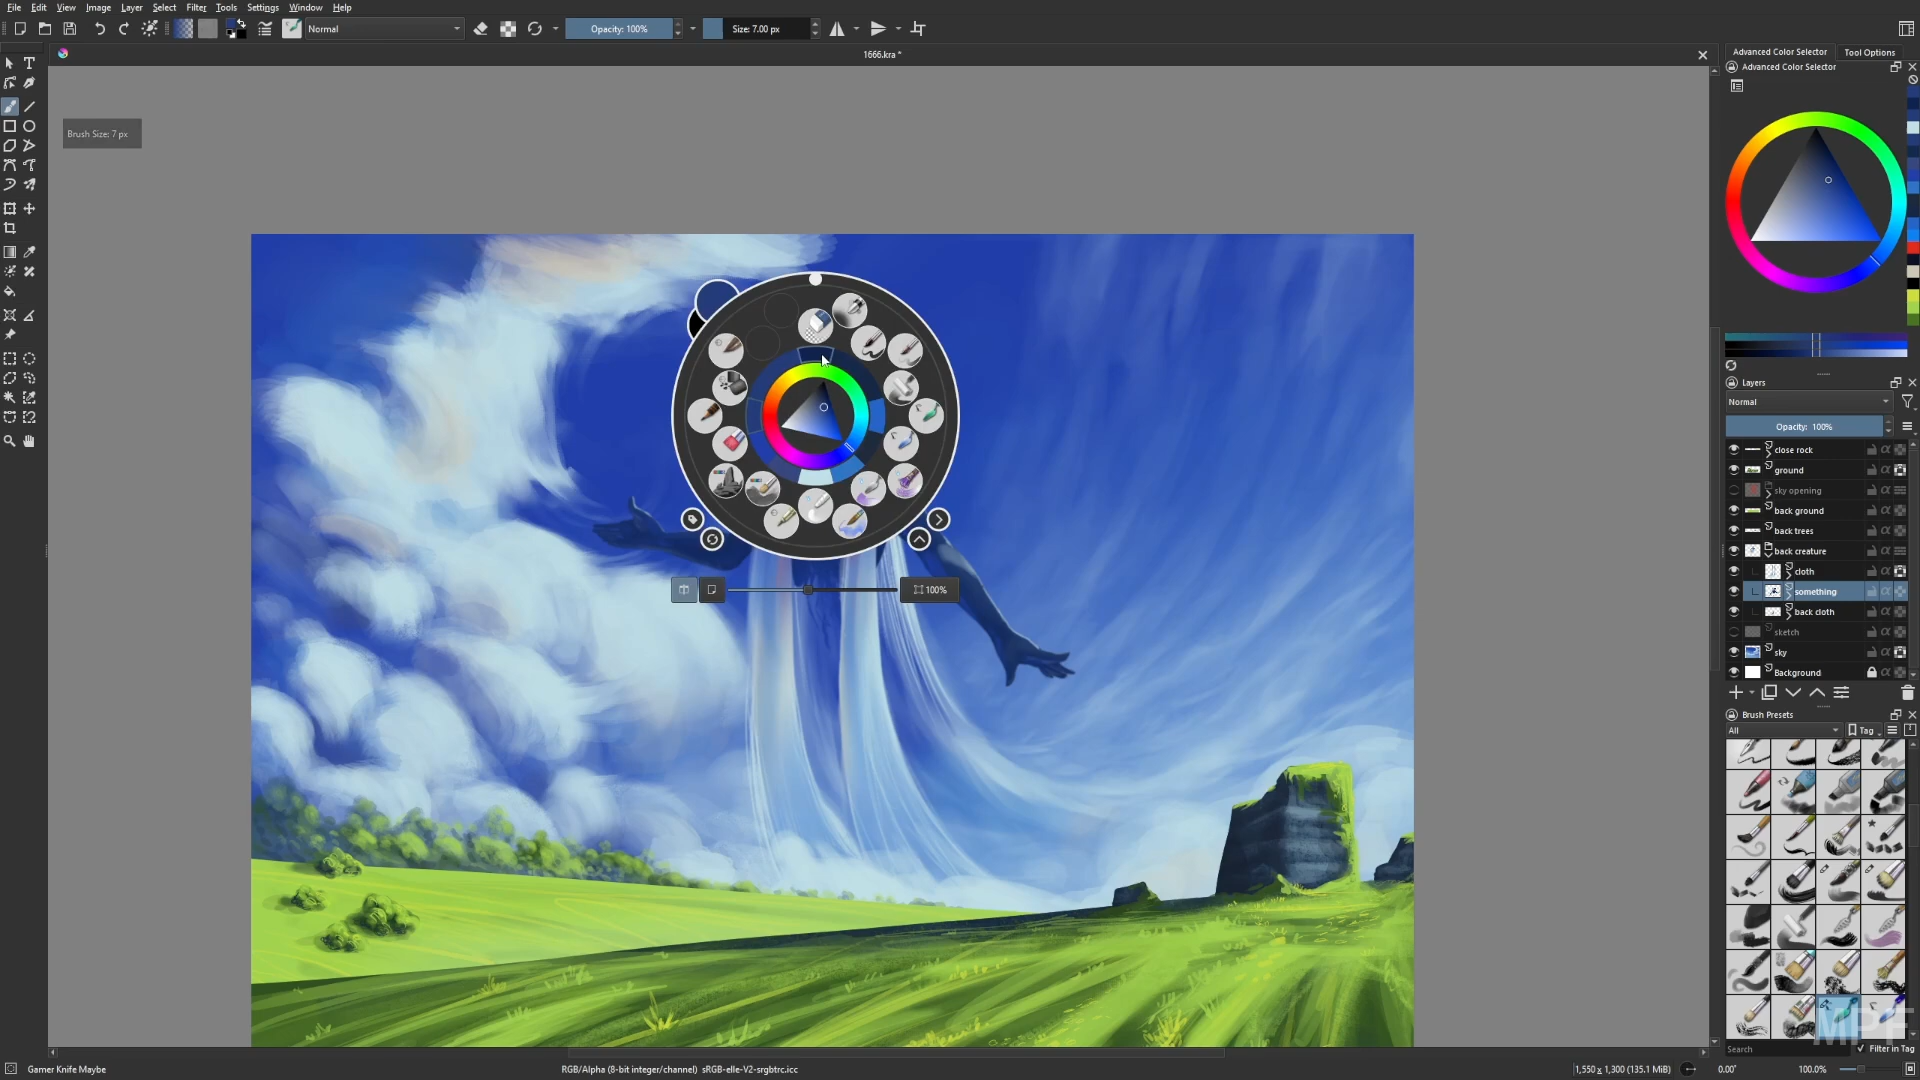 File Edit View Image Layer Select Filter Tools Settings Window Help
Normal Opacity: 100% Size: 7.00 px
1666.kra *
Advanced Color Selector Tool Options
Advanced Color Selector
Brush Size: 7 px
100%
Layers
Normal
Opacity: 100%
close rock
ground
sky opening
back ground
back trees
back creature
cloth
something
back cloth
sketch
sky
Background
Brush Presets
All Tag
MPF
Search Filter in Tag
Gamer Knife Maybe RGB/Alpha (8-bit integer/channel) sRGB-elle-V2-srgbtrc.icc 1,550 x 1,300 (135.1 MiB) 0.00° 100.0%